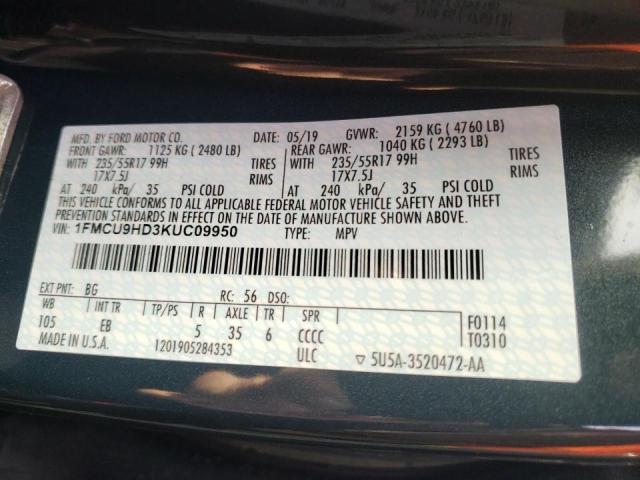 MFD. BY FORD MOTOR CO. DATE: 05/19 GVWR: 2159 KG ( 4760 LB)
FRONT GAWR: 1125 KG ( 2480 LB) REAR GAWR: 1040 KG ( 2293 LB)
WITH 235/55R17 99H TIRES WITH 235/55R17 99H TIRES
17X7.5J RIMS 17X7.5J RIMS
AT 240 kPa/ 35 PSI COLD AT 240 kPa/ 35 PSI COLD
THIS VEHICLE CONFORMS TO ALL APPLICABLE FEDERAL MOTOR VEHICLE SAFETY AND THEFT
PREVENTION STANDARDS IN EFFECT ON THE DATE OF MANUFACTURE SHOWN ABOVE.
VIN: 1FMCU9HD3KUC09950 TYPE: MPV
EXT PNT: BG RC: 56 DSO:
WB INT TR TP/PS R AXLE TR SPR
105 EB 5 35 6 CCCC F0114
MADE IN U.S.A. 1201905284353 ULC ▽ 5U5A-3520472-AA T0310